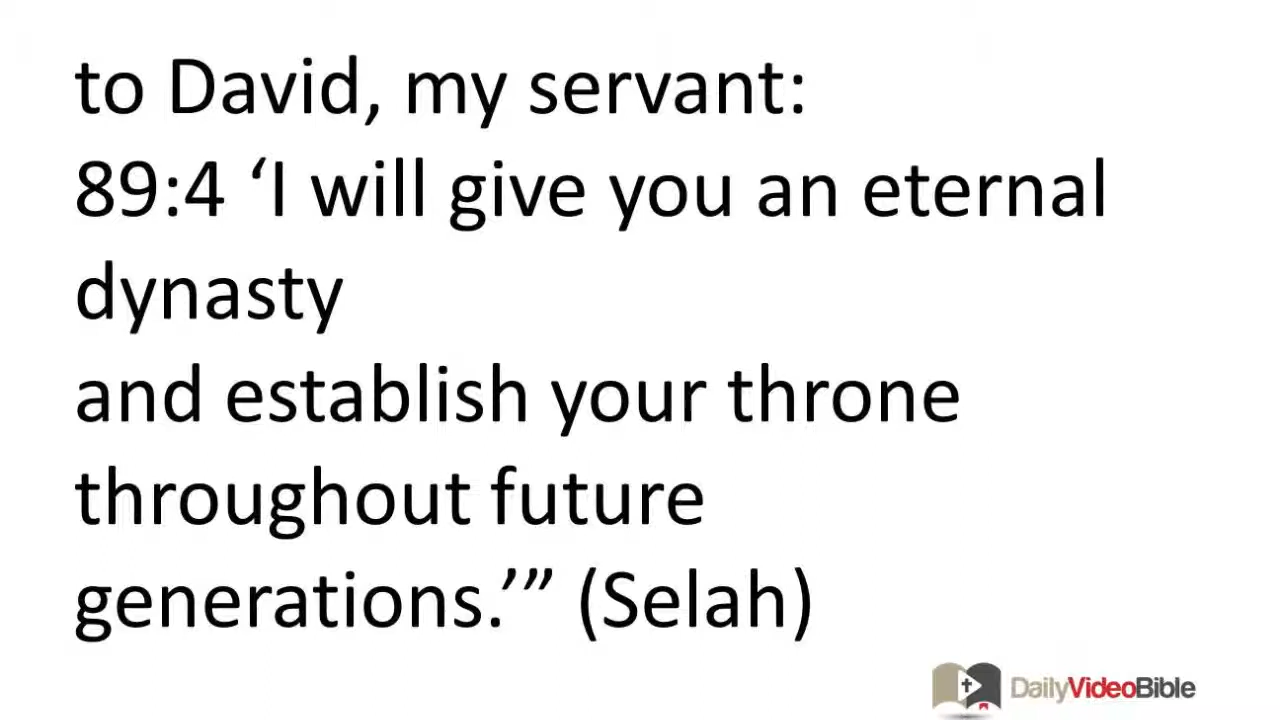 to David, my servant:
89:4 ‘I will give you an eternal
dynasty
and establish your throne
throughout future
generations.’” (Selah)
DailyVideoBible